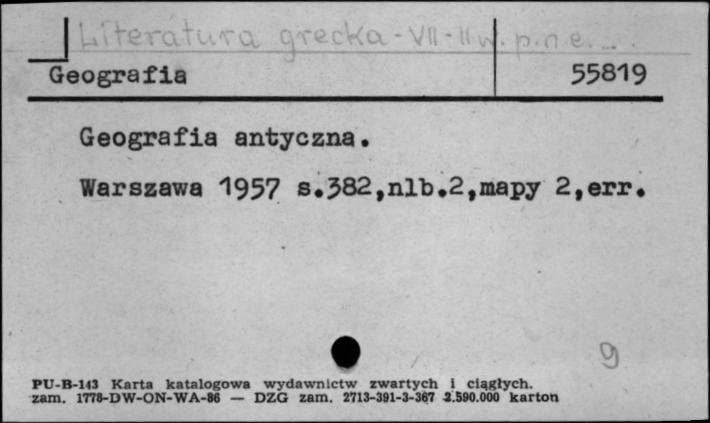 Literatura grecka - VII - II w. p.n.e. ...
Geografia 55819
Geografia antyczna.
Warszawa 1957 s.382,nlb.2,mapy 2,err.
9
PU-B-143 Karta katalogowa wydawnictw zwartych i ciągłych.
zam. 1778-DW-ON-WA-86 — DZG zam. 2713-391-3-367 2.590.000 karton